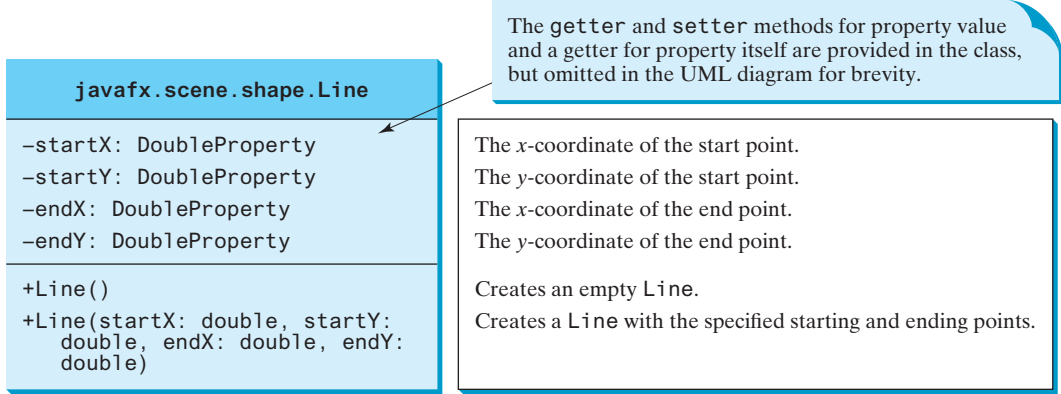 The getter and setter methods for property value
and a getter for property itself are provided in the class,
but omitted in the UML diagram for brevity.
javafx.scene.shape.Line
–startX: DoubleProperty
–startY: DoubleProperty
–endX: DoubleProperty
–endY: DoubleProperty
The x-coordinate of the start point.
The y-coordinate of the start point.
The x-coordinate of the end point.
The y-coordinate of the end point.
+Line()
+Line(startX: double, startY:
double, endX: double, endY:
double)
Creates an empty Line.
Creates a Line with the specified starting and ending points.